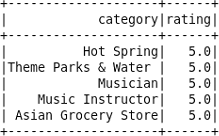 +--------------------+------+
|            category|rating|
+--------------------+------+
|          Hot Spring|   5.0|
|Theme Parks & Water |   5.0|
|            Musician|   5.0|
|    Music Instructor|   5.0|
| Asian Grocery Store|   5.0|
+--------------------+------+